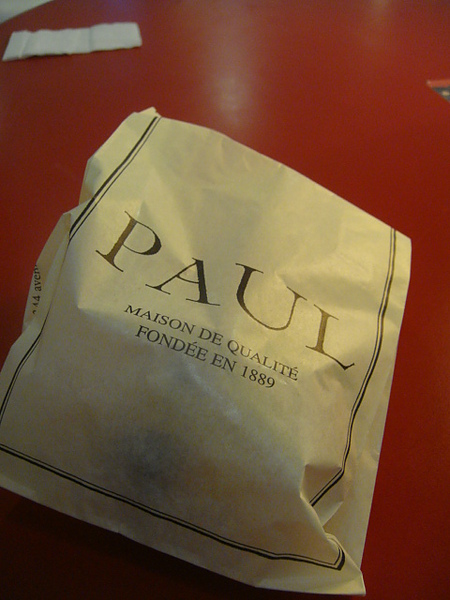 PAUL
MAISON DE QUALITÉ
FONDÉE EN 1889